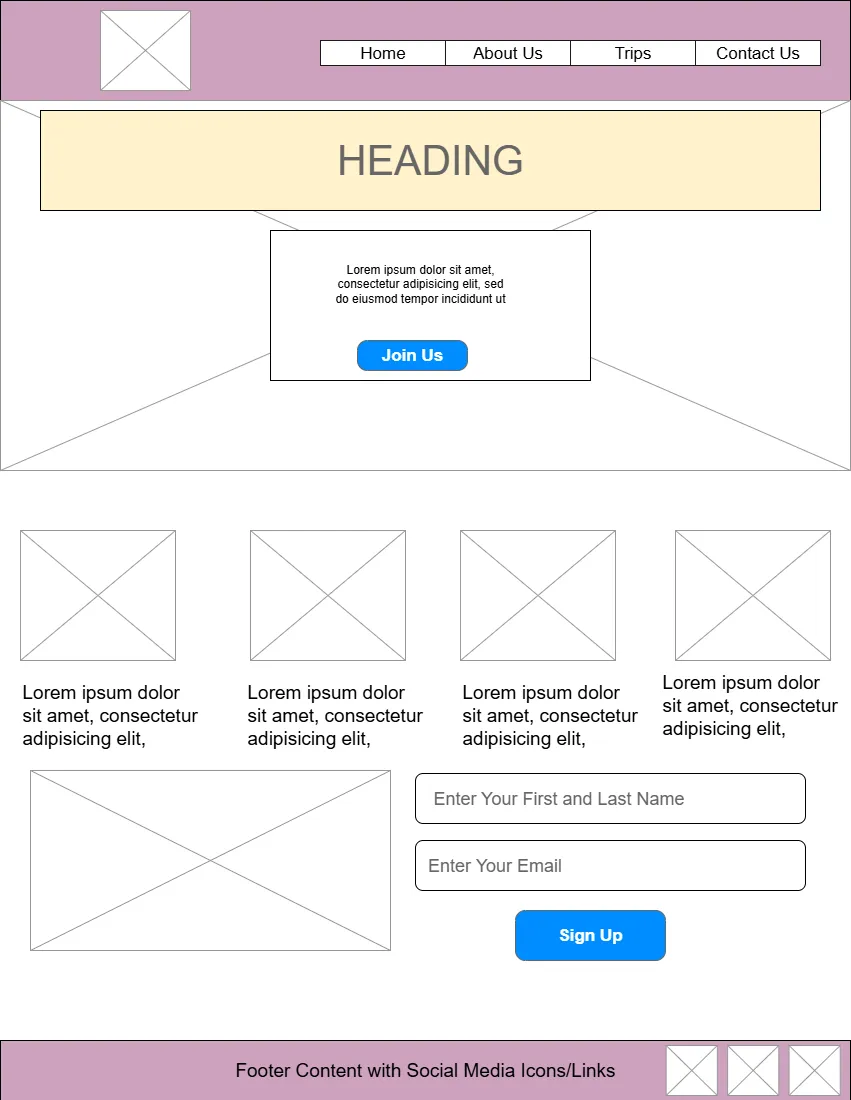 Home
About Us
Trips
Contact Us
HEADING
Lorem ipsum dolor sit amet,
consectetur adipisicing elit, sed
do eiusmod tempor incididunt ut
Join Us
Lorem ipsum dolor
sit amet, consectetur
adipisicing elit,
Lorem ipsum dolor
sit amet, consectetur
adipisicing elit,
Lorem ipsum dolor
sit amet, consectetur
adipisicing elit,
Lorem ipsum dolor
sit amet, consectetur
adipisicing elit,
Enter Your First and Last Name
Enter Your Email
Sign Up
Footer Content with Social Media Icons/Links